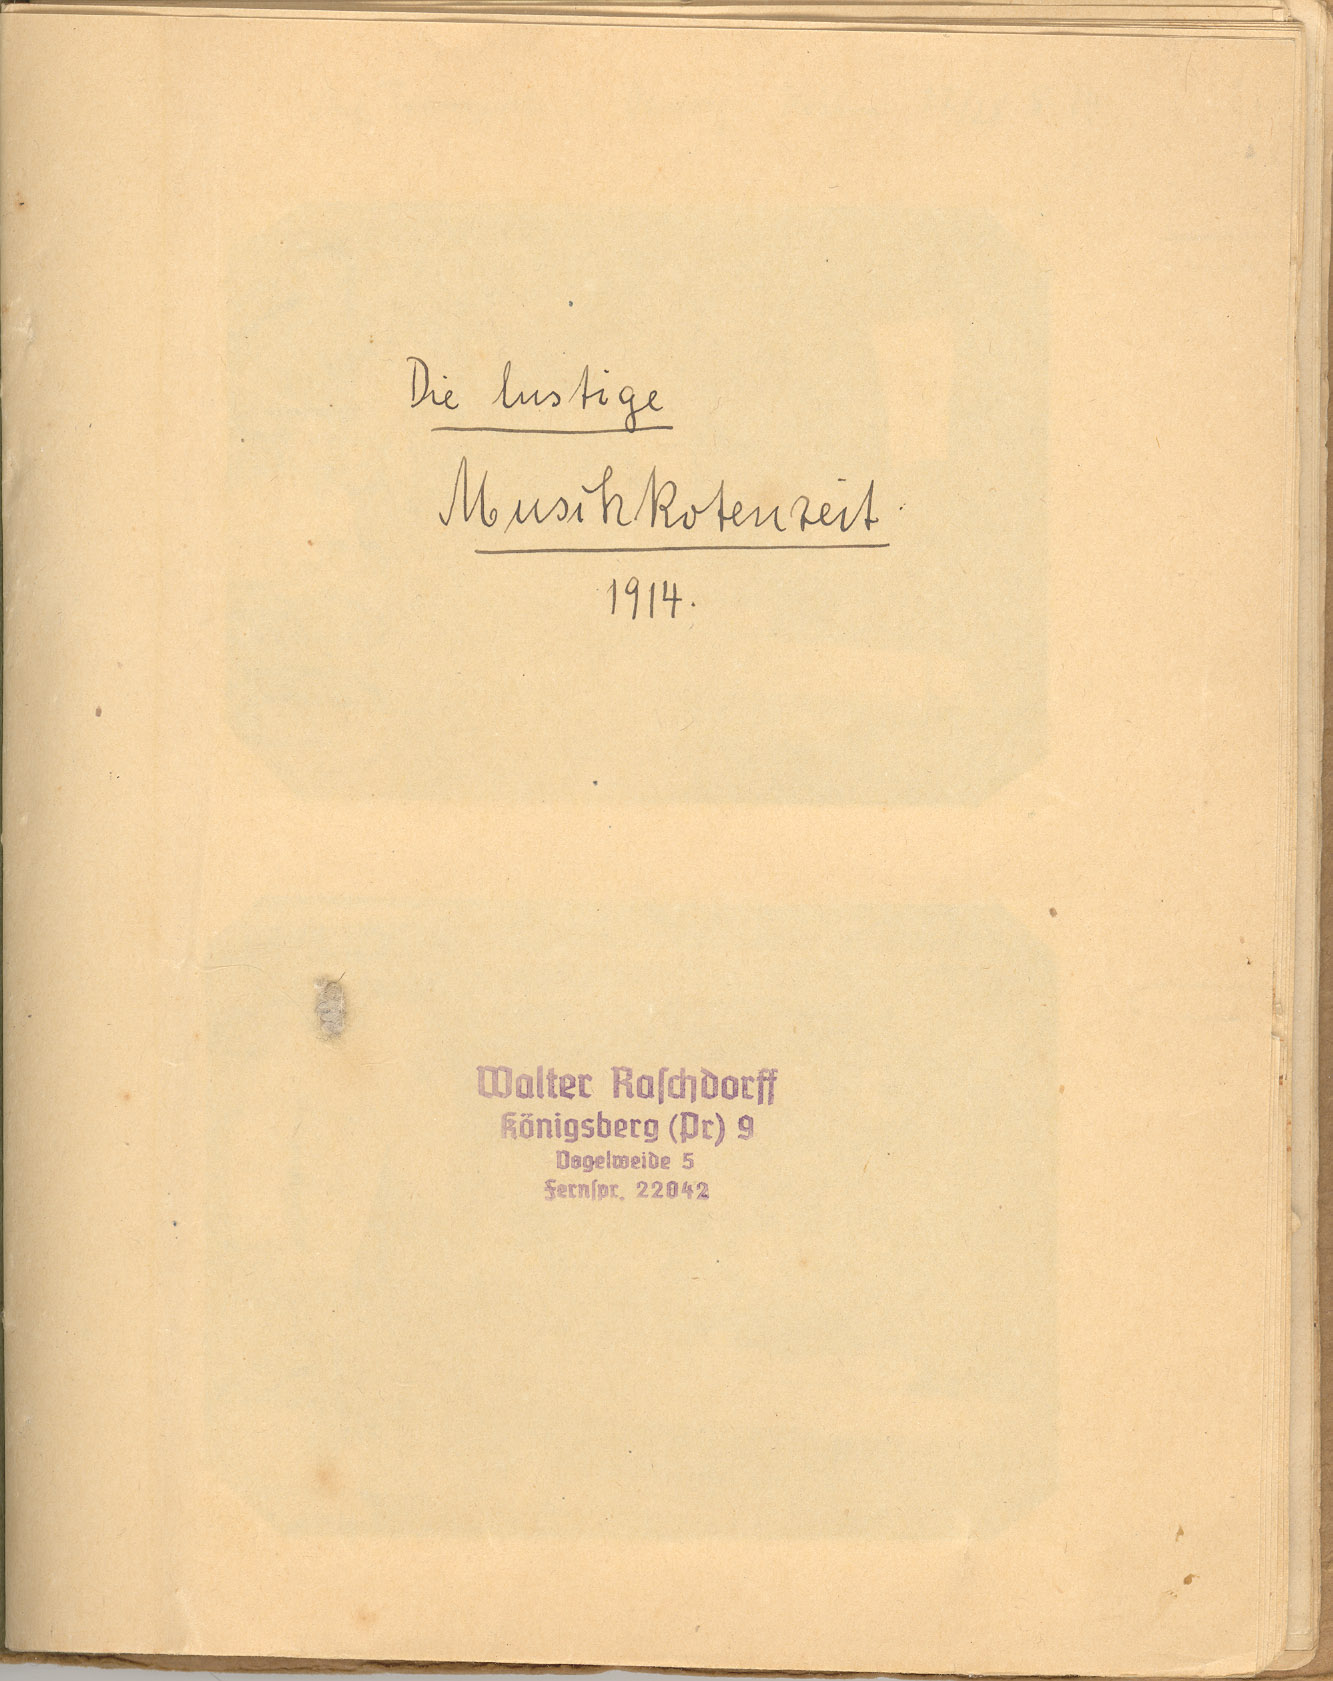 Die lustige
Musikkotenzeit
1914.
Walter Raschdorff
Königsberg (Pr) 9
Vogelweide 5
Fernspr. 22042